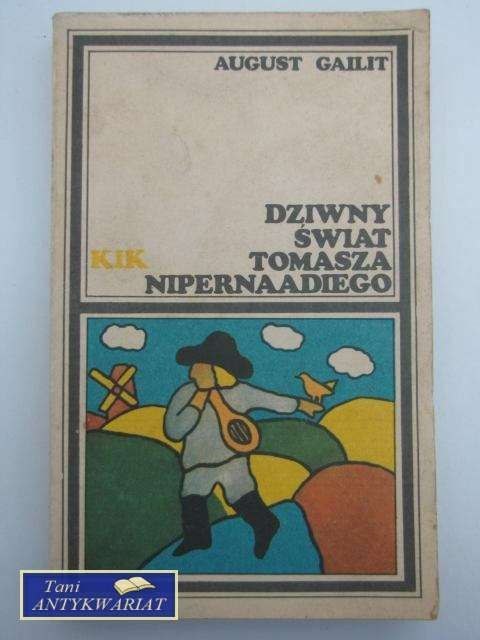 AUGUST GAILIT
DZIWNY
ŚWIAT
TOMASZA
NIPERNAADIEGO
KIK
Tani
ANTYKWARIAT